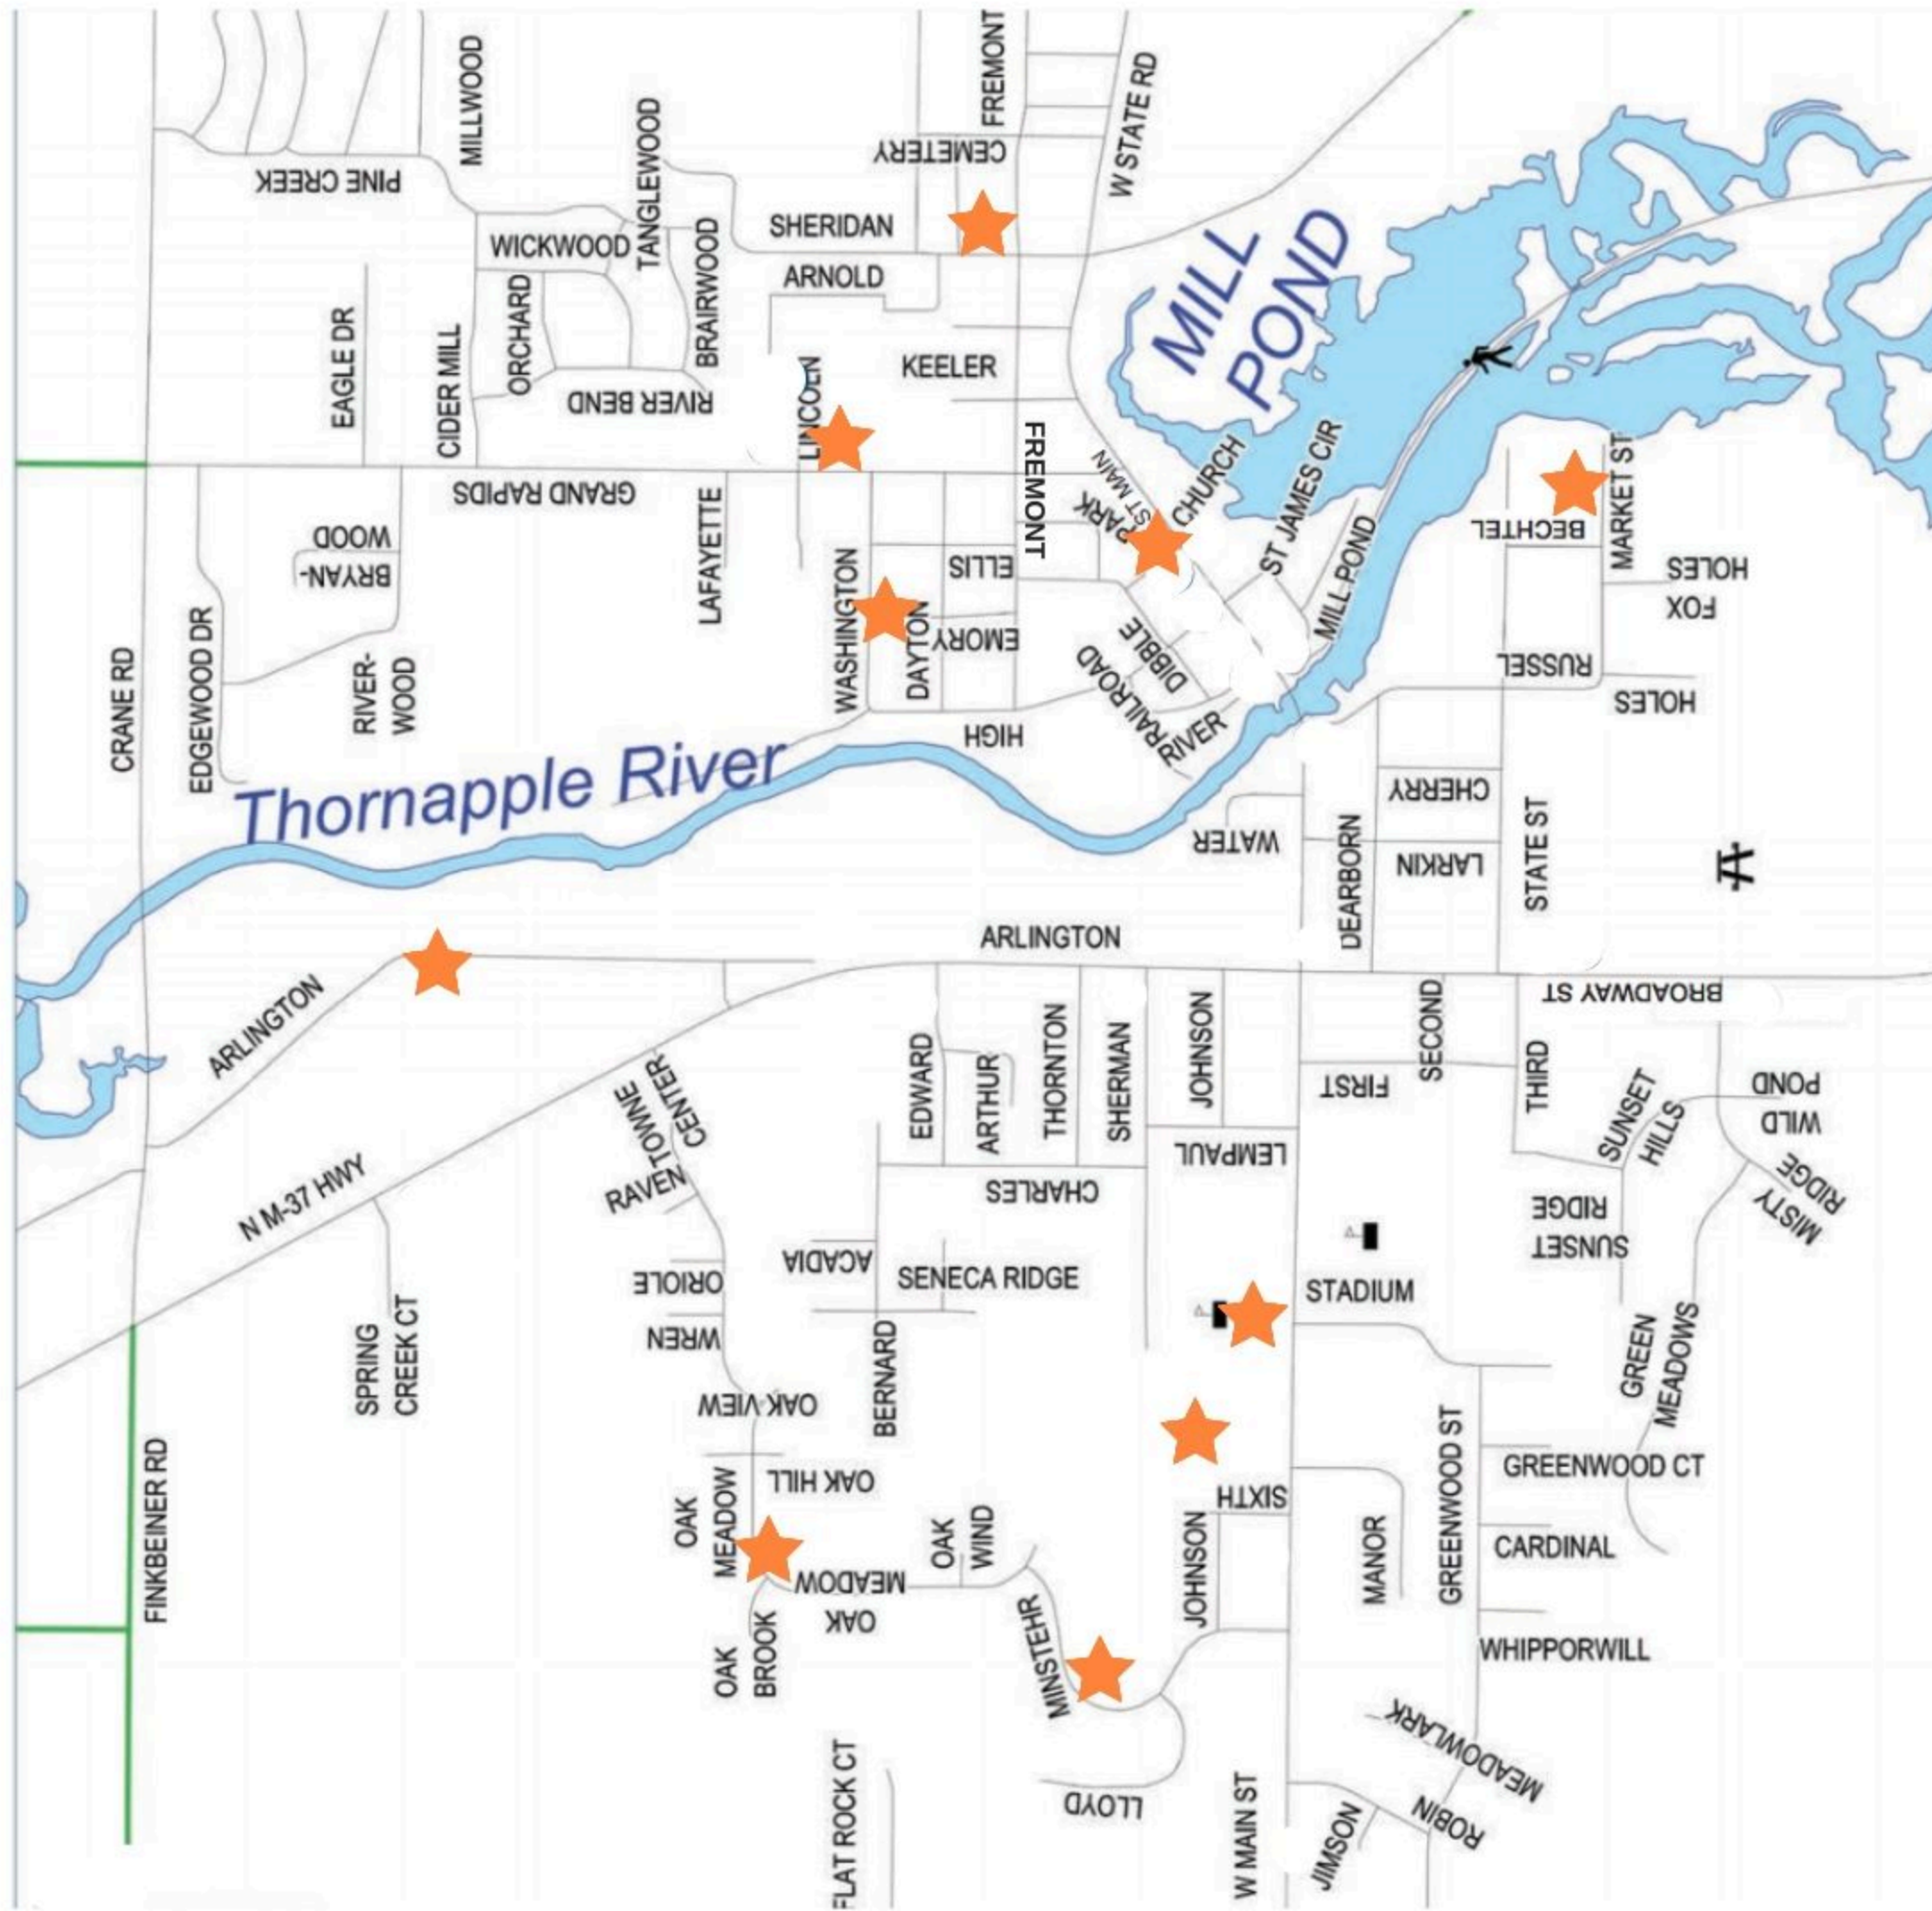 FREMONT
MILLWOOD
W STATE RD
TANGLEWOOD
CEMETERY
PINE CREEK
SHERIDAN
WICKWOOD
BRAIRWOOD
ARNOLD
MILL
POND
ORCHARD
EAGLE DR
CIDER MILL
KEELER
LINCOLN
RIVER BEND
FREMONT
ST MAIN
CHURCH
ST JAMES CIR
MARKET ST
GRAND RAPIDS
LAFAYETTE
PARK
BECHTEL
BRYAN-
WOOD
ELLIS
FOX
HOLES
MILL POND
WASHINGTON
DAYTON
EMORY
DIBBLE
RUSSEL
CRANE RD
EDGEWOOD DR
RIVER-
WOOD
RAILROAD
HOLES
HIGH
RIVER
Thornapple River
CHERRY
WATER
STATE ST
DEARBORN
LARKIN
ARLINGTON
BROADWAY ST
ARLINGTON
EDWARD
ARTHUR
THORNTON
SHERMAN
JOHNSON
FIRST
SECOND
THIRD
TOWNE
CENTER
SUNSET
HILLS
WILD
POND
LEMPAUL
N M-37 HWY
RAVEN
CHARLES
MISTY
RIDGE
SUNSET
RIDGE
ACADIA
SENECA RIDGE
ORIOLE
STADIUM
WREN
SPRING
CREEK CT
BERNARD
GREEN
MEADOWS
OAK VIEW
GREENWOOD ST
GREENWOOD CT
OAK HILL
OAK
MEADOW
SIXTH
FINKBEINER RD
OAK
WIND
CARDINAL
JOHNSON
MANOR
OAK
MEADOW
OAK
BROOK
MINSTEHR
WHIPPORWILL
MEADOWLARK
LLOYD
FLAT ROCK CT
W MAIN ST
JIMSON
ROBIN